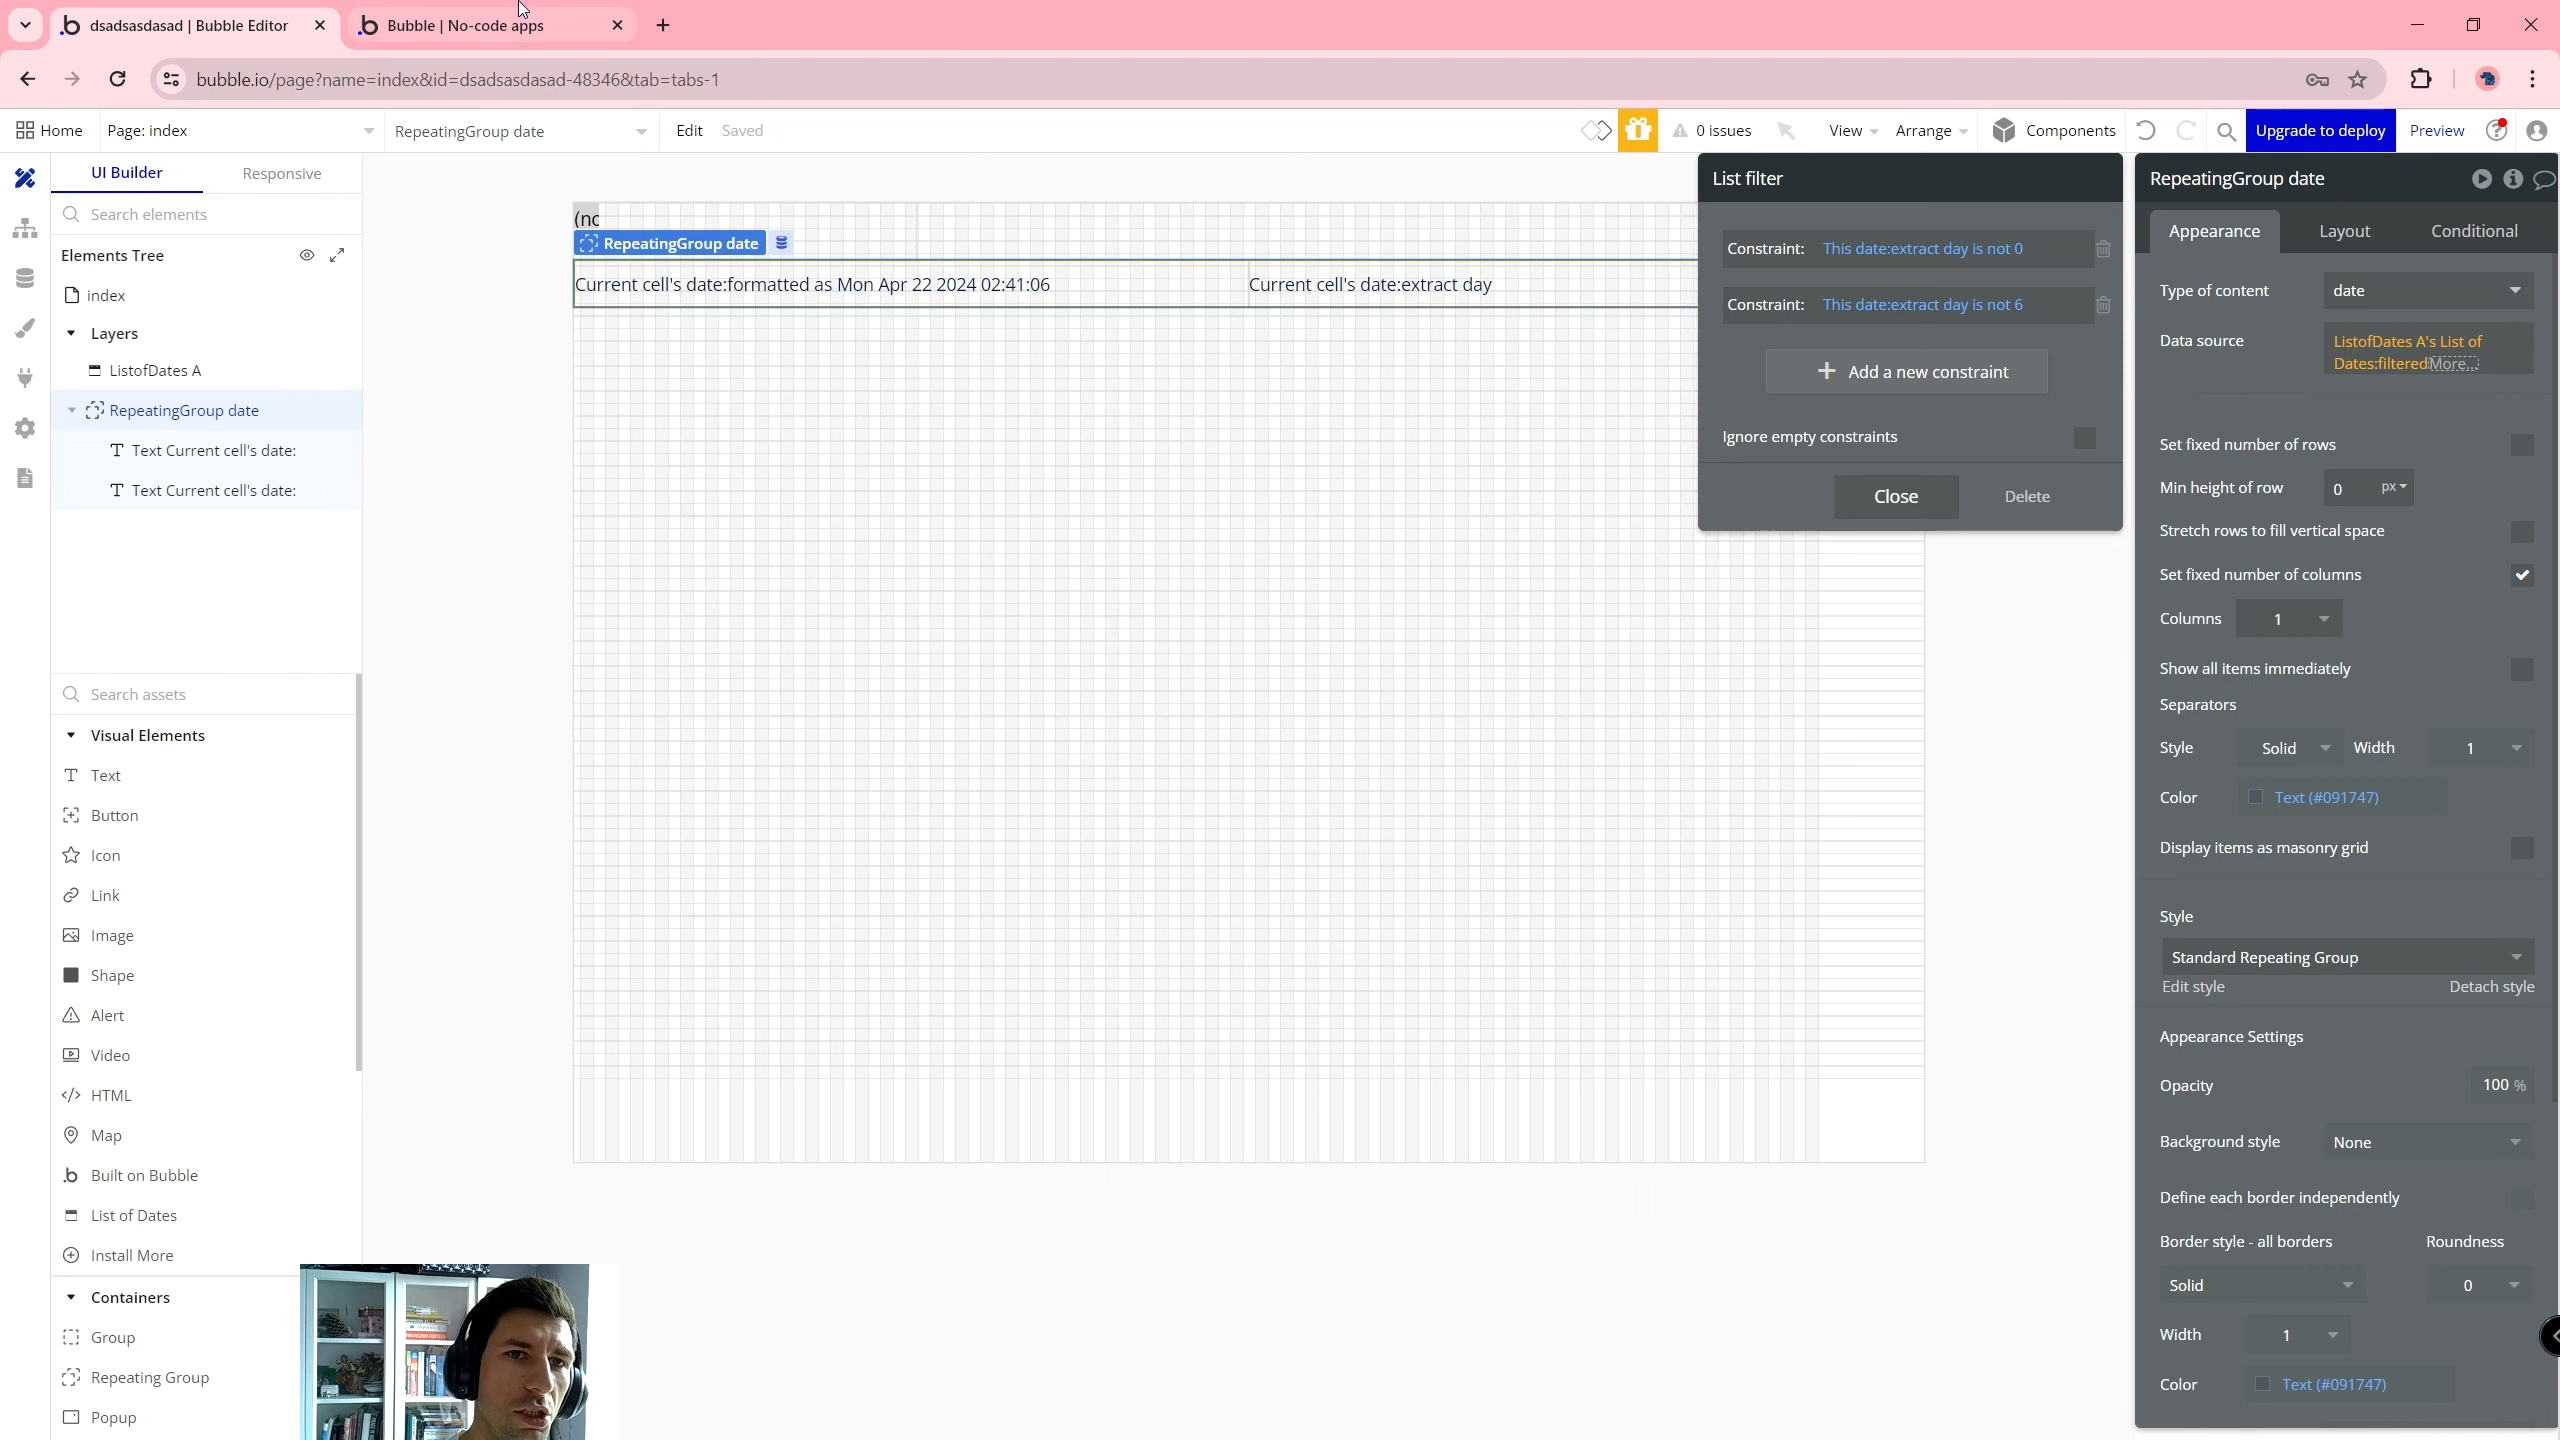 dsadsasdasad | Bubble Editor
Bubble | No-code apps
bubble.io/page?name=index&id=dsadsasdasad-48346&tab=tabs-1
Home
Page: index
RepeatingGroup date
Edit
Saved
0 issues
View
Arrange
Components
Upgrade to deploy
Preview
UI Builder
Responsive
Search elements
Elements Tree
index
Layers
ListofDates A
RepeatingGroup date
Text Current cell's date:
Text Current cell's date:
Search assets
Visual Elements
Text
Button
Icon
Link
Image
Shape
Alert
Video
HTML
Map
Built on Bubble
List of Dates
Install More
Containers
Group
Repeating Group
Popup
(nc
RepeatingGroup date
Current cell's date:formatted as Mon Apr 22 2024 02:41:06
Current cell's date:extract day
List filter
Constraint: This date:extract day is not 0
Constraint: This date:extract day is not 6
Add a new constraint
Ignore empty constraints
Close
Delete
RepeatingGroup date
Appearance
Layout
Conditional
Type of content
date
Data source
ListofDates A's List of
Dates:filteredMore...
Set fixed number of rows
Min height of row
0
px
Stretch rows to fill vertical space
Set fixed number of columns
Columns
1
Show all items immediately
Separators
Style
Solid
Width
1
Color
Text (#091747)
Display items as masonry grid
Style
Standard Repeating Group
Edit style
Detach style
Appearance Settings
Opacity
100 %
Background style
None
Define each border independently
Border style - all borders
Roundness
Solid
0
Width
1
Color
Text (#091747)